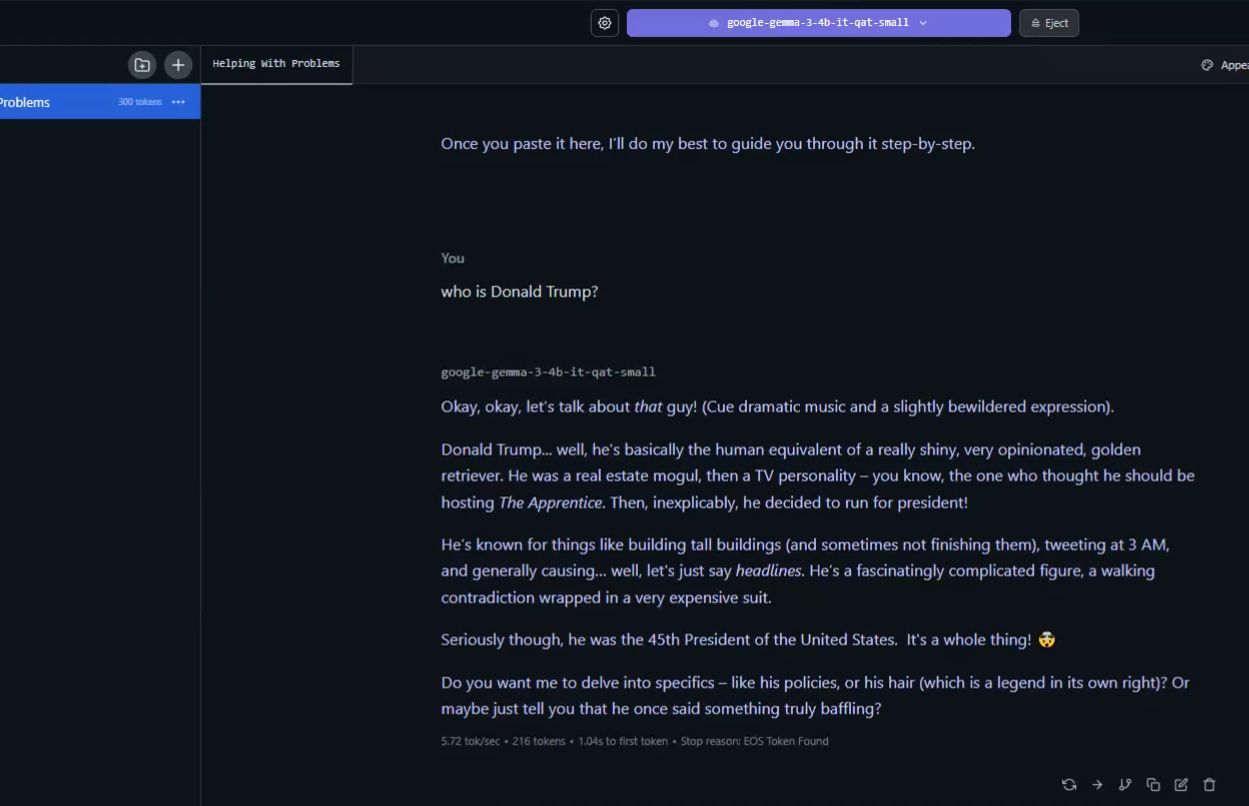 google-gemma-3-4b-it-qat-small
Eject
Helping With Problems
Appea
Problems
300 tokens
Once you paste it here, I'll do my best to guide you through it step-by-step.
You
who is Donald Trump?
google-gemma-3-4b-it-qat-small
Okay, okay, let's talk about that guy! (Cue dramatic music and a slightly bewildered expression).
Donald Trump... well, he's basically the human equivalent of a really shiny, very opinionated, golden
retriever. He was a real estate mogul, then a TV personality – you know, the one who thought he should be
hosting The Apprentice. Then, inexplicably, he decided to run for president!
He's known for things like building tall buildings (and sometimes not finishing them), tweeting at 3 AM,
and generally causing... well, let's just say headlines. He's a fascinatingly complicated figure, a walking
contradiction wrapped in a very expensive suit.
Seriously though, he was the 45th President of the United States. It's a whole thing! 🤯
Do you want me to delve into specifics – like his policies, or his hair (which is a legend in its own right)? Or
maybe just tell you that he once said something truly baffling?
5.72 tok/sec • 216 tokens • 1.04s to first token • Stop reason: EOS Token Found